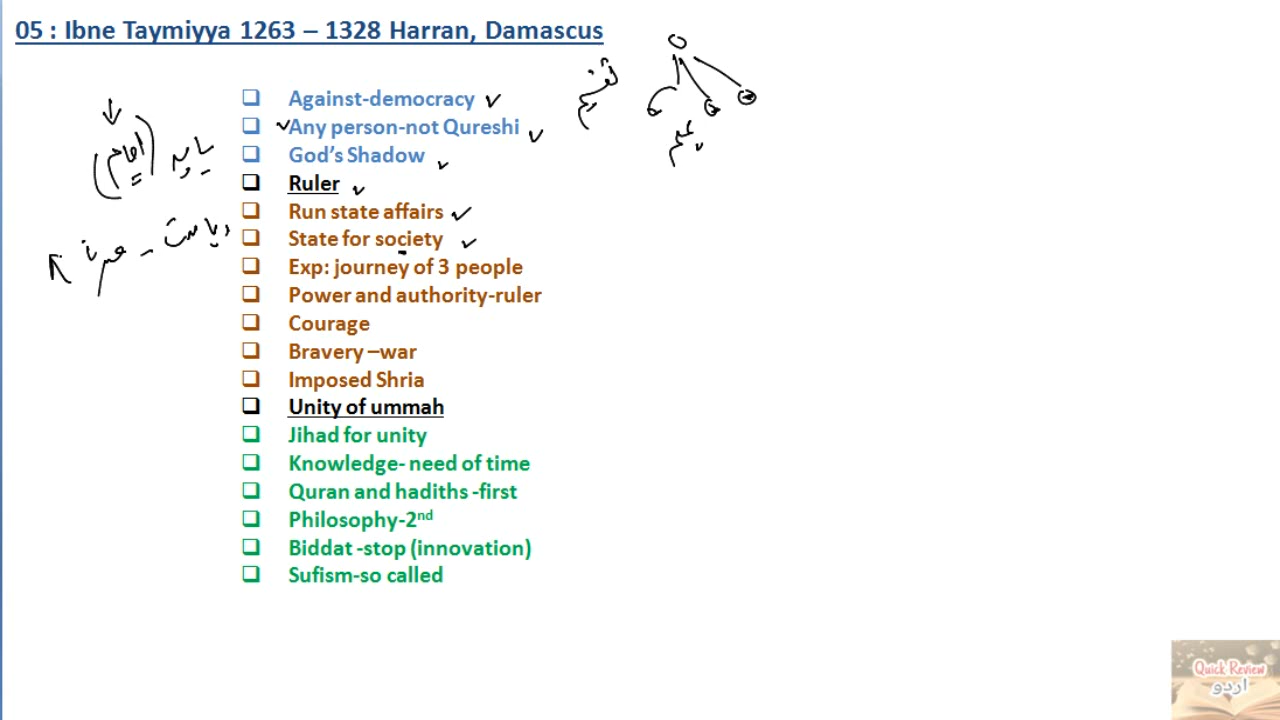 05 : Ibne Taymiyya 1263 – 1328 Harran, Damascus
Against-democracy
Any person-not Qureshi
God's Shadow
Ruler
Run state affairs
State for society
Exp: journey of 3 people
Power and authority-ruler
Courage
Bravery –war
Imposed Shria
Unity of ummah
Jihad for unity
Knowledge- need of time
Quran and hadiths -first
Philosophy-2nd
Biddat -stop (innovation)
Sufism-so called
(امام)
ریاست
Quick Review
اردو